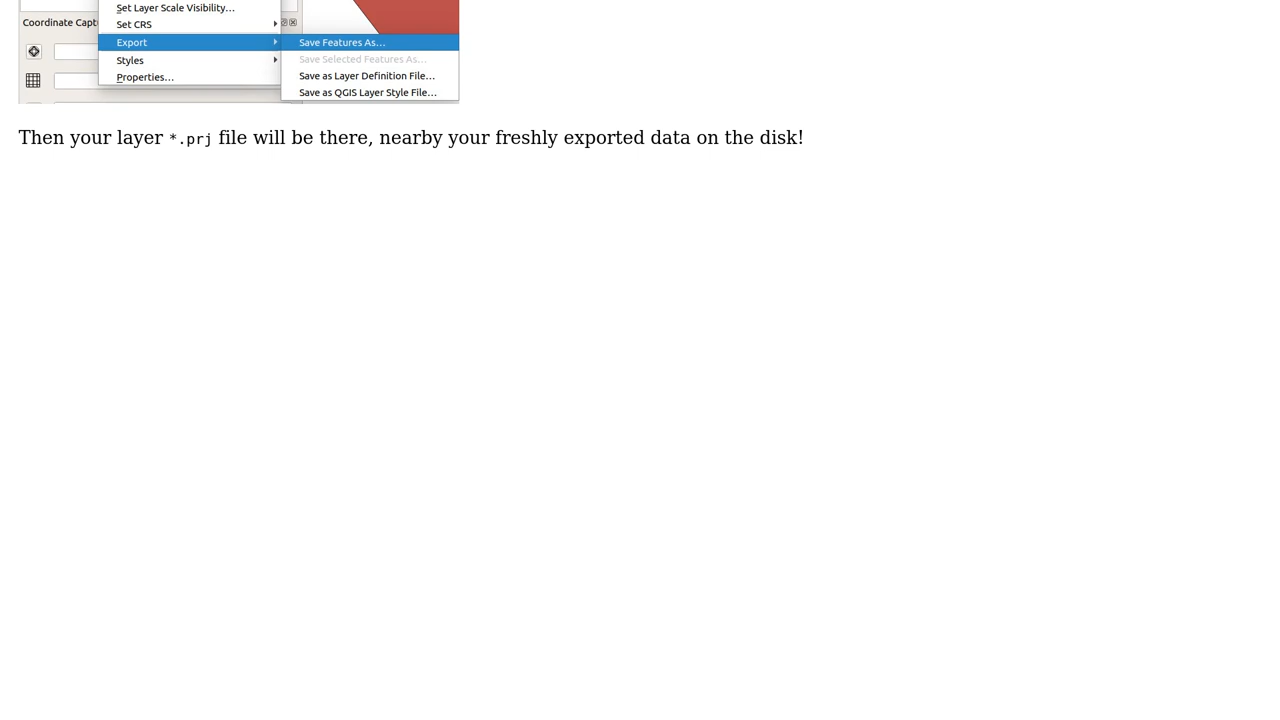 Set Layer Scale Visibility...
Coordinate Capt
Set CRS
Export
Save Features As...
Styles
Save Selected Features As...
Properties...
Save as Layer Definition File...
Save as QGIS Layer Style File...
Then your layer *.prj file will be there, nearby your freshly exported data on the disk!